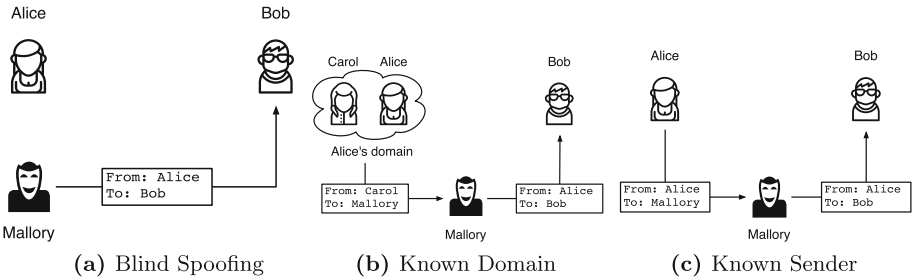 Alice
Bob
From: Alice
To: Bob
Mallory
(a) Blind Spoofing
Carol Alice
Bob
Alice's domain
From: Carol
To: Mallory
Mallory
From: Alice
To: Bob
(b) Known Domain
Alice
Bob
From: Alice
To: Mallory
Mallory
From: Alice
To: Bob
(c) Known Sender